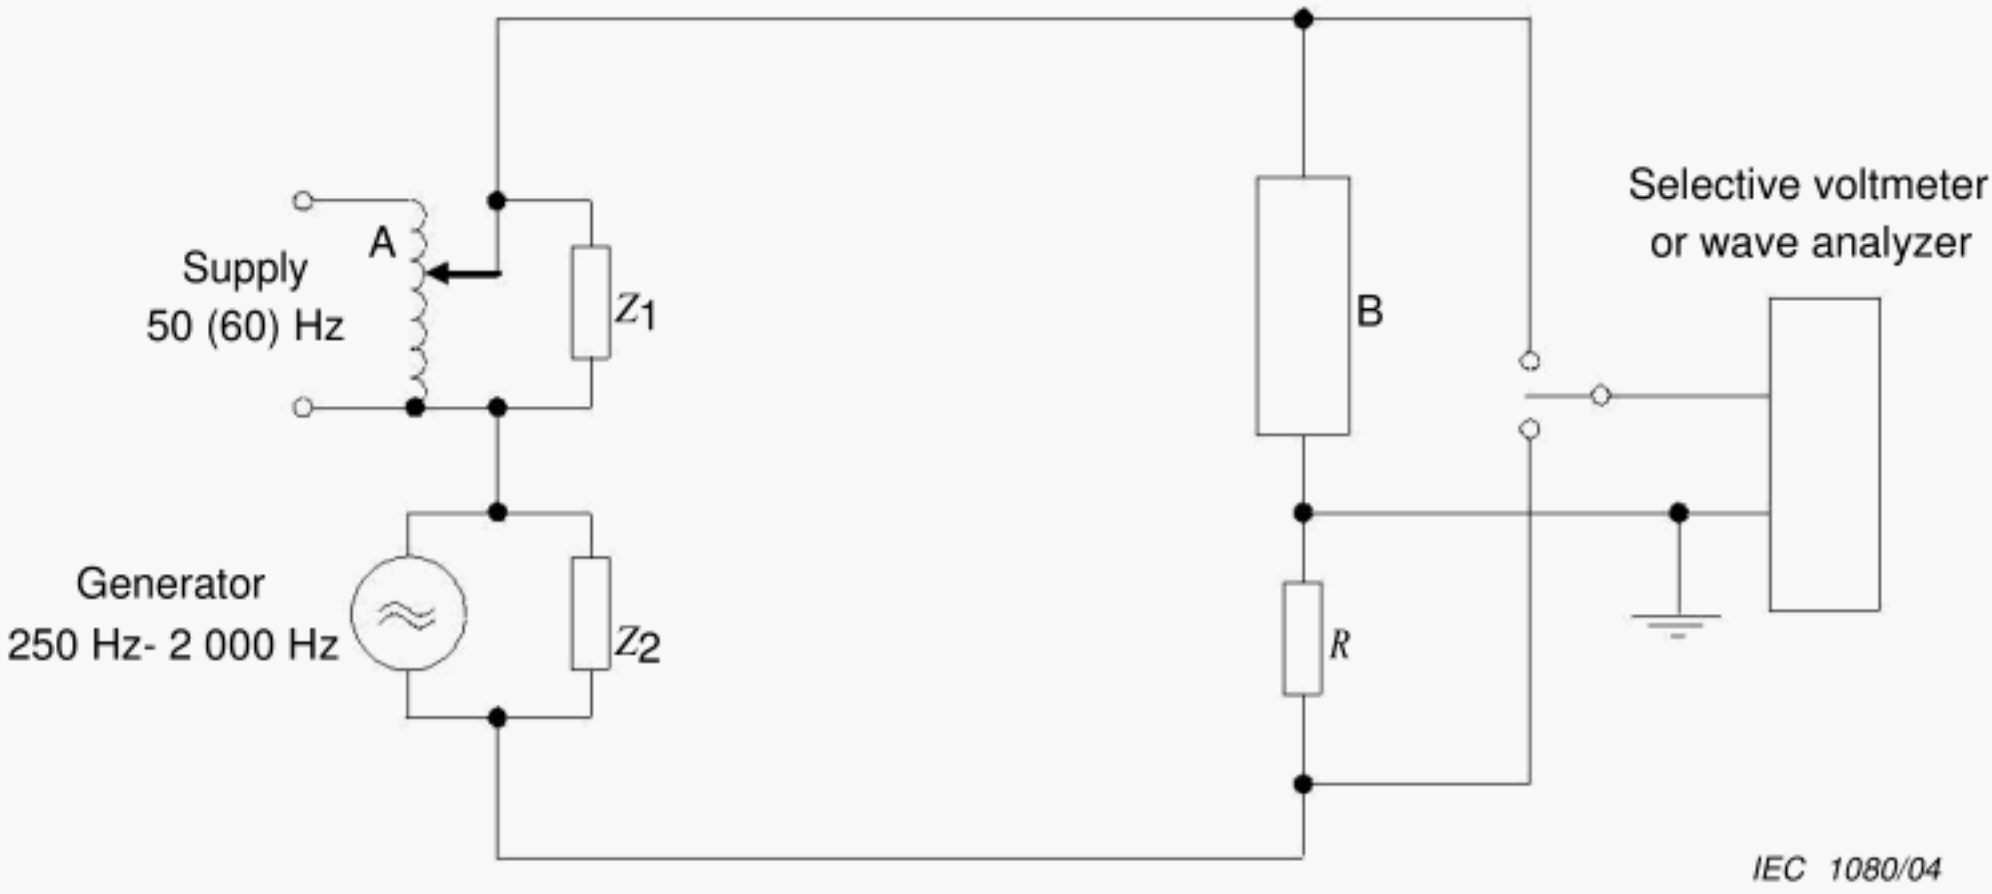 Selective voltmeter
or wave analyzer
A
Supply
50 (60) Hz
Z1
B
Generator
250 Hz- 2 000 Hz
Z2
R
IEC 1080/04